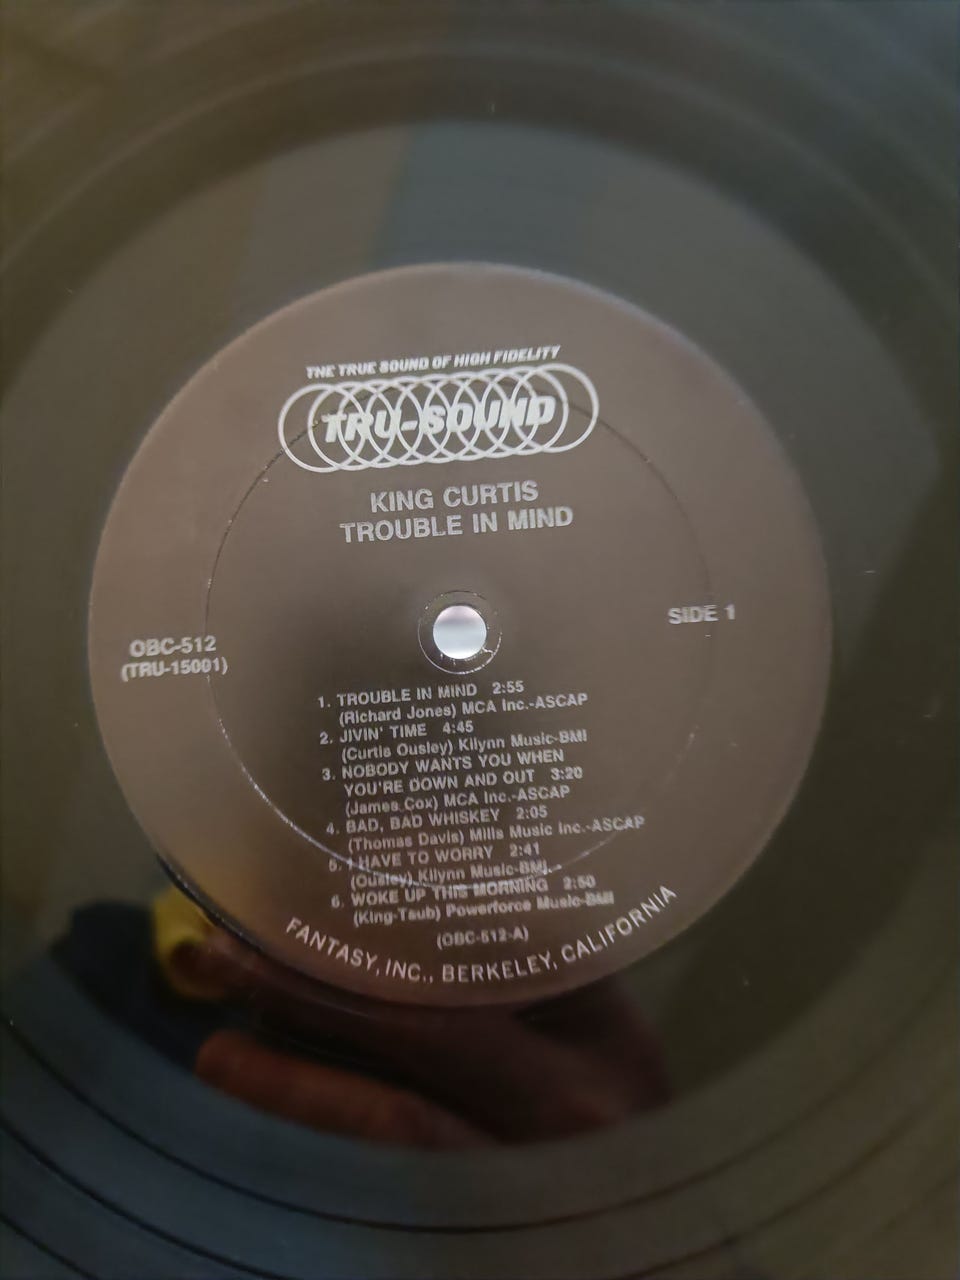 THE TRUE SOUND OF HIGH FIDELITY
TRU-SOUND
KING CURTIS
TROUBLE IN MIND
OBC-512
(TRU-15001)
SIDE 1
1. TROUBLE IN MIND 2:55
(Richard Jones) MCA Inc.-ASCAP
2. JIVIN' TIME 4:45
(Curtis Ousley) Kilynn Music-BMI
3. NOBODY WANTS YOU WHEN
YOU'RE DOWN AND OUT 3:20
(James Cox) MCA Inc.-ASCAP
4. BAD, BAD WHISKEY 2:05
(Thomas Davis) Mills Music Inc.-ASCAP
5. I HAVE TO WORRY 2:41
(Ousley) Kilynn Music-BMI
6. WOKE UP THIS MORNING 2:50
(King-Taub) Powerforce Music-BMI
(OBC-512-A)
FANTASY, INC., BERKELEY, CALIFORNIA